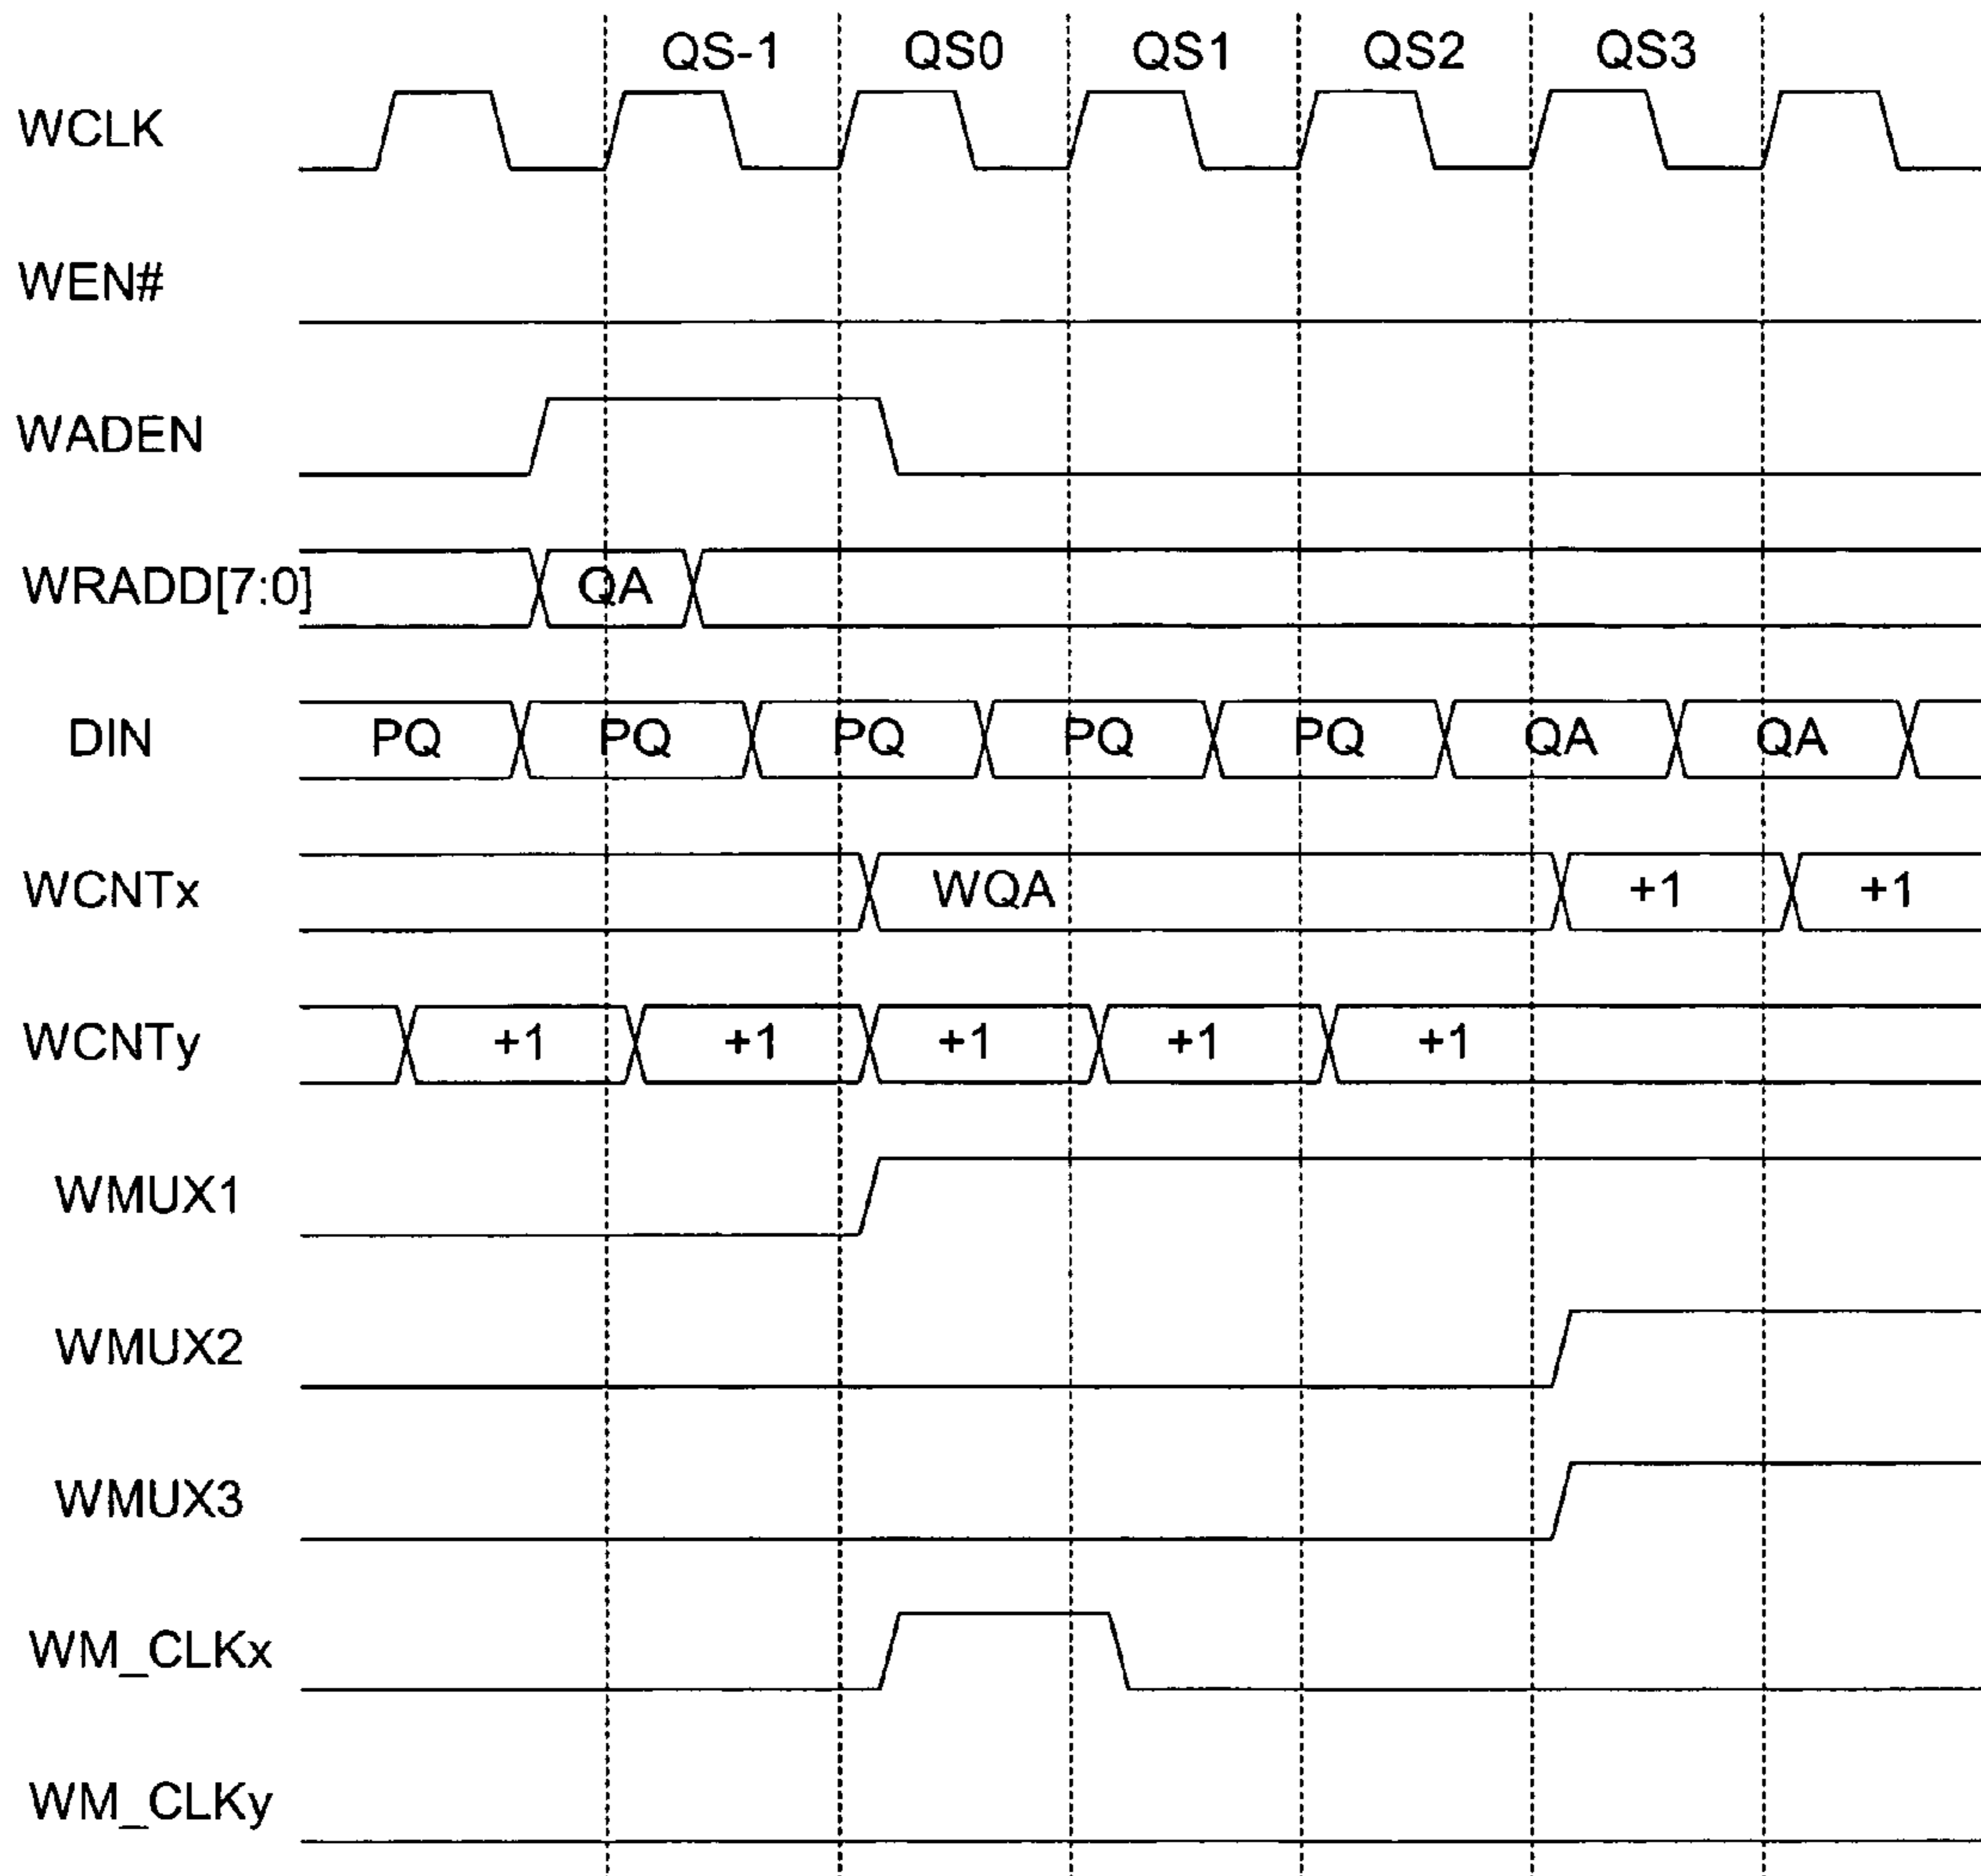 QS-1 QS0 QS1 QS2 QS3
WCLK
WEN#
WADEN
WRADD[7:0] QA
DIN PQ PQ PQ PQ PQ QA QA
WCNTx WQA +1 +1
WCNTy +1 +1 +1 +1 +1
WMUX1
WMUX2
WMUX3
WM_CLKx
WM_CLKy